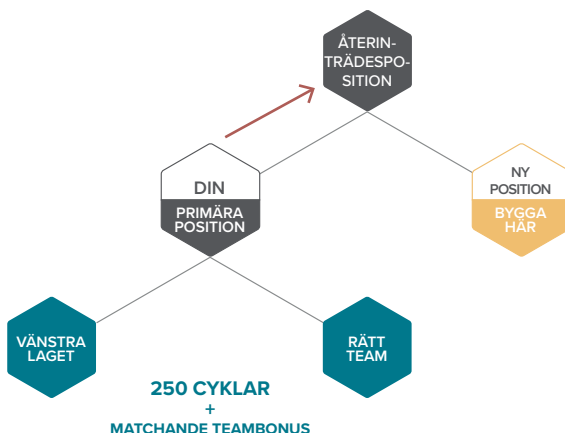 ÅTERIN-
TRÄDESPO-
SITION
DIN
PRIMÄRA
POSITION
NY
POSITION
BYGGA
HÄR
VÄNSTRA
LAGET
RÄTT
TEAM
250 CYKLAR
+
MATCHANDE TEAMBONUS